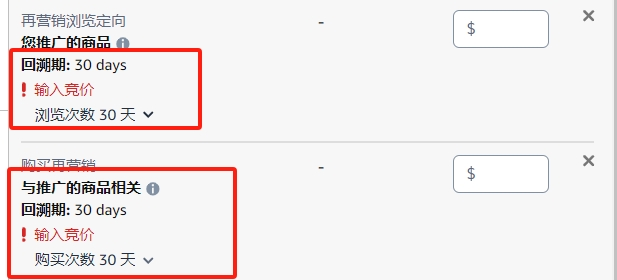 再营销浏览定向
您推广的商品
回溯期: 30 days
输入竞价
浏览次数 30 天
-
$
购买再营销
与推广的商品相关
回溯期: 30 days
输入竞价
购买次数 30 天
-
$